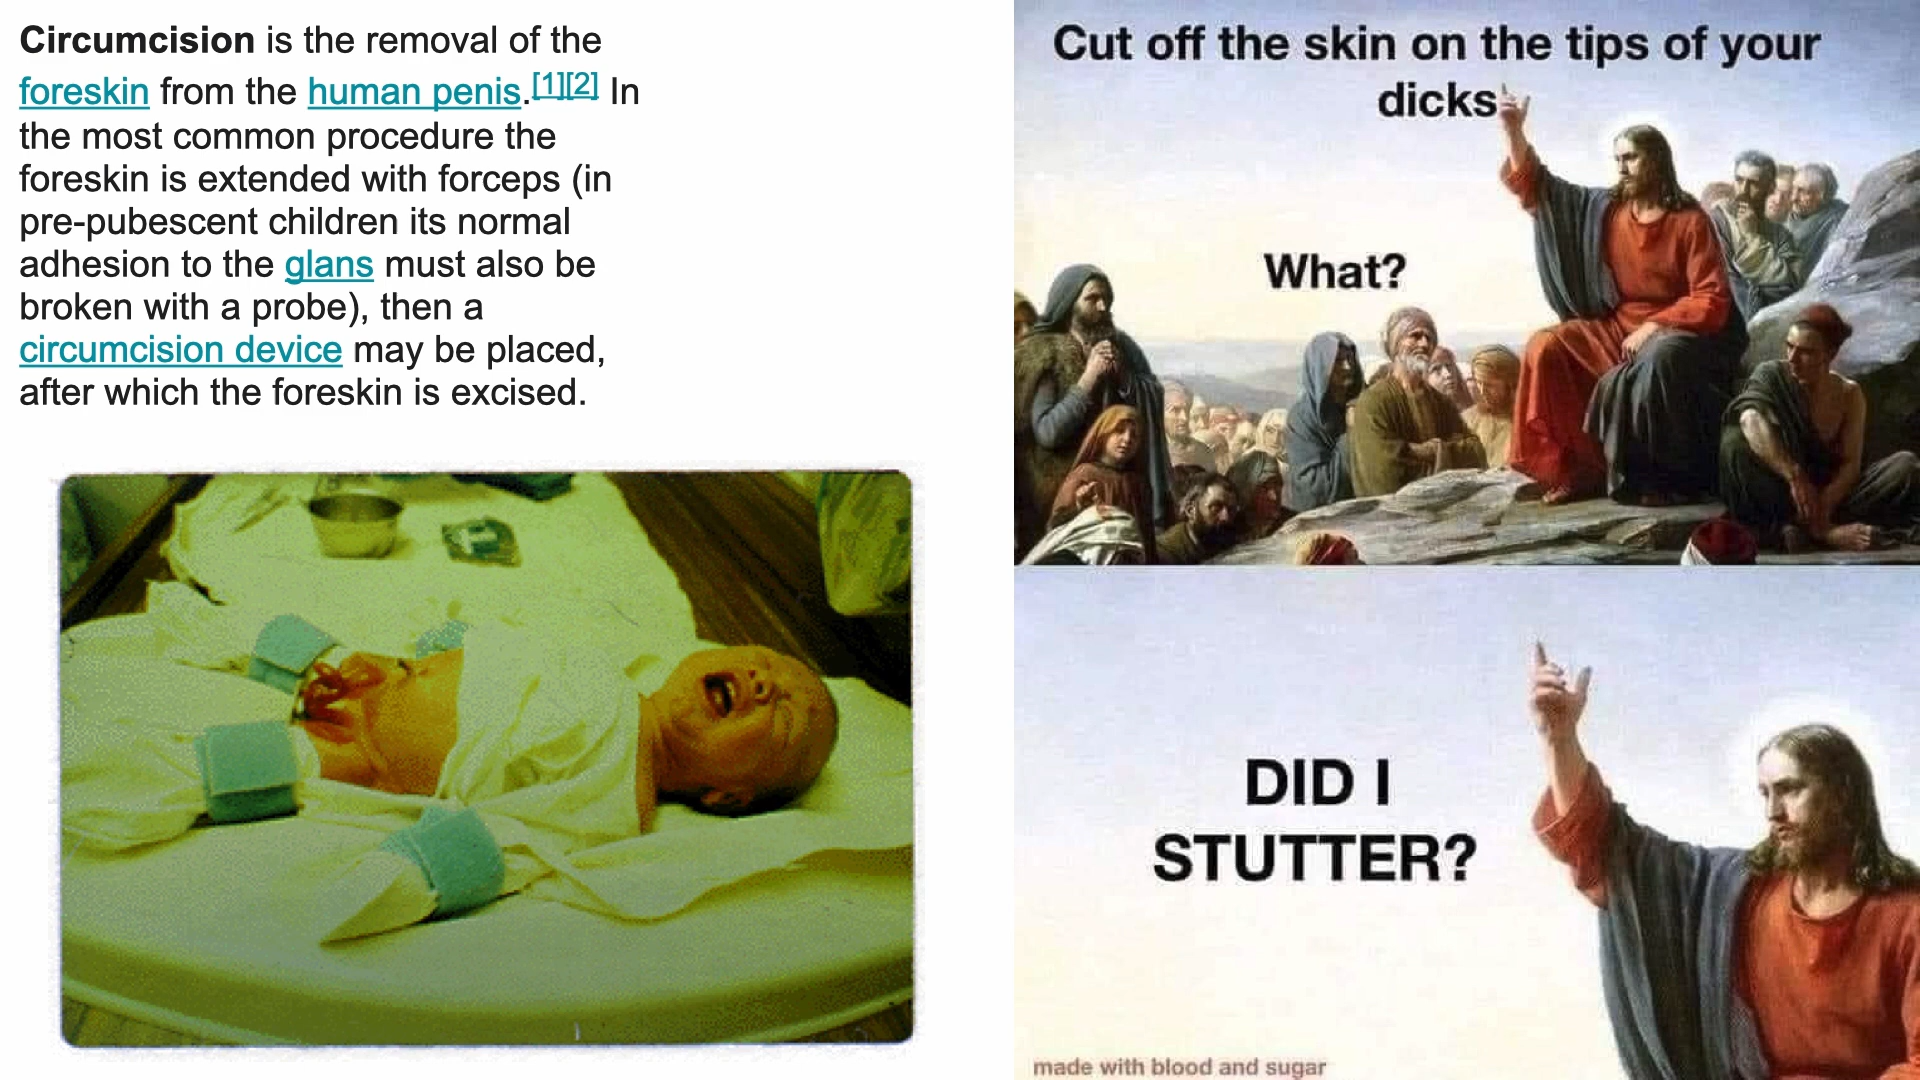 Circumcision is the removal of the
foreskin from the human penis.[1][2] In
the most common procedure the
foreskin is extended with forceps (in
pre-pubescent children its normal
adhesion to the glans must also be
broken with a probe), then a
circumcision device may be placed,
after which the foreskin is excised.
Cut off the skin on the tips of your
dicks
What?
DID I
STUTTER?
made with blood and sugar